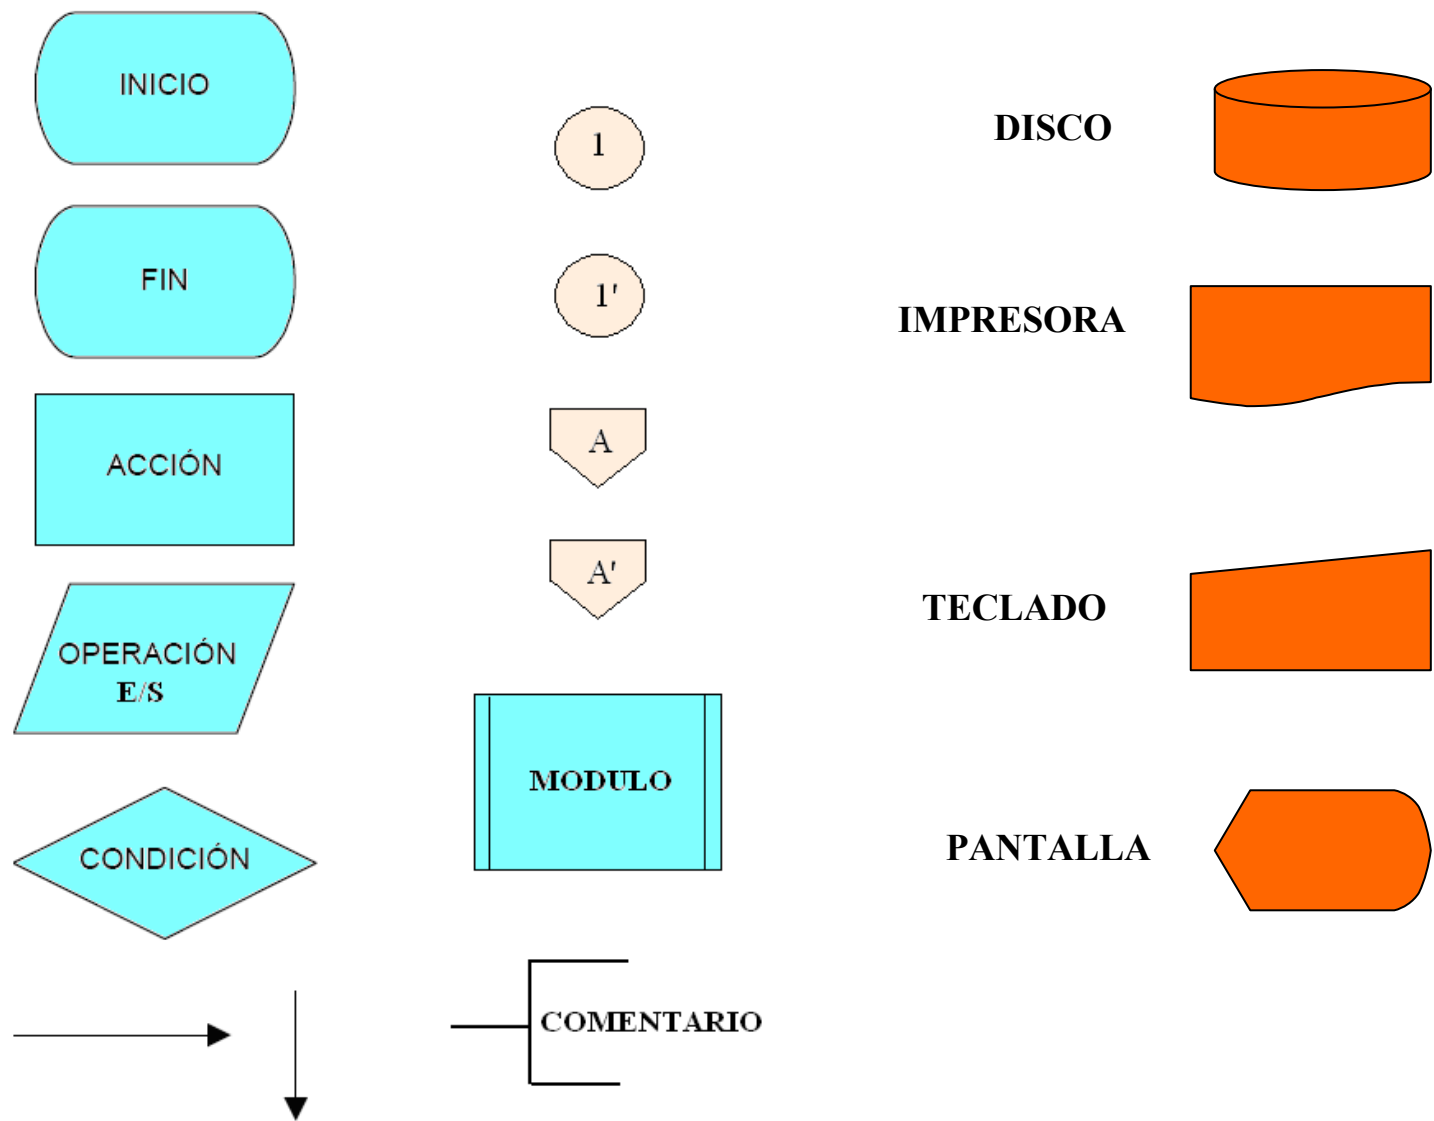 INICIO
FIN
ACCIÓN
OPERACIÓN
E/S
CONDICIÓN
1
1'
A
A'
MODULO
COMENTARIO
DISCO
IMPRESORA
TECLADO
PANTALLA